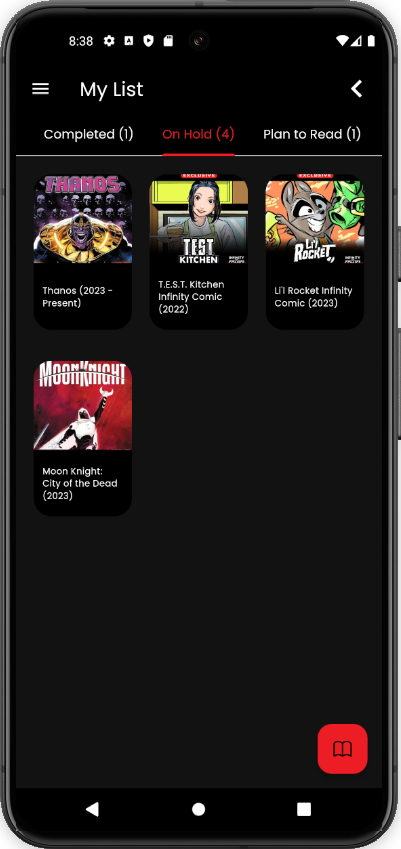 8:38
My List
Completed (1)
On Hold (4)
Plan to Read (1)
THANOS
Thanos (2023 -
Present)
EXCLUSIVE
TEST
KITCHEN
INFINITY
COMIC
T.E.S.T. Kitchen
Infinity Comic
(2022)
EXCLUSIVE
LI'L
ROCKET
INFINITY
COMIC
Li'l Rocket Infinity
Comic (2023)
MOONKNIGHT
Moon Knight:
City of the Dead
(2023)